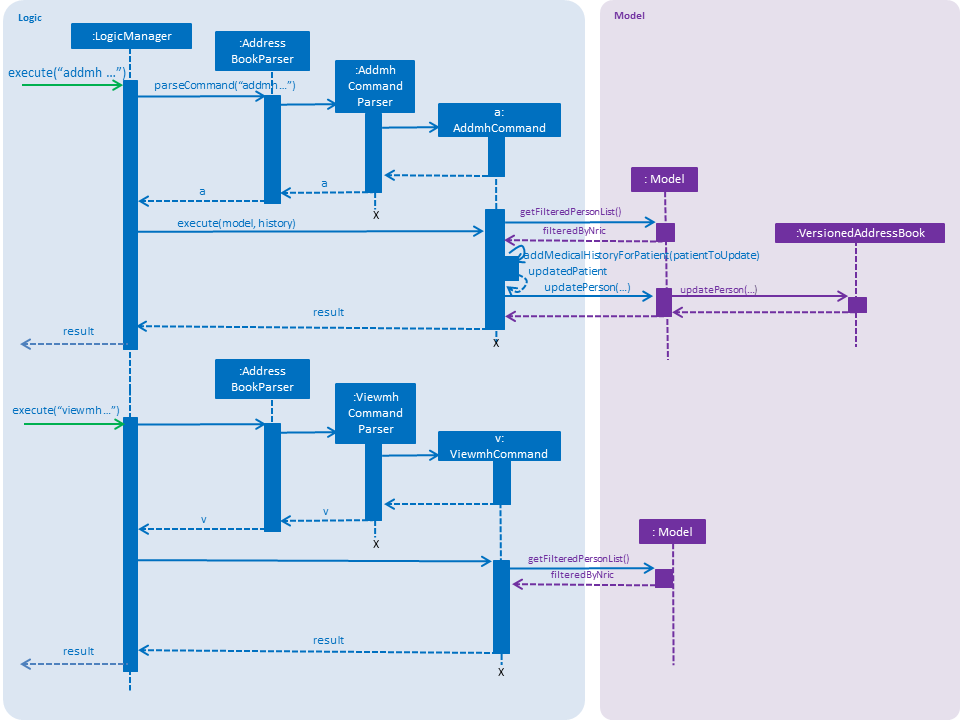 Logic
Model
:LogicManager
:Address
BookParser
:Addmh
Command
Parser
execute(“addmh ...”)
parseCommand(“addmh...”)
a:
AddmhCommand
a
a
X
: Model
getFilteredPersonList()
execute(model, history)
filteredByNric
:VersionedAddressBook
addMedicalHistoryForPatient(patientToUpdate)
updatedPatient
updatePerson(...)
updatePerson(...)
result
result
X
:Address
BookParser
:Viewmh
Command
Parser
execute(“viewmh ...”)
v:
ViewmhCommand
v
v
X
: Model
getFilteredPersonList()
filteredByNric
result
result
X